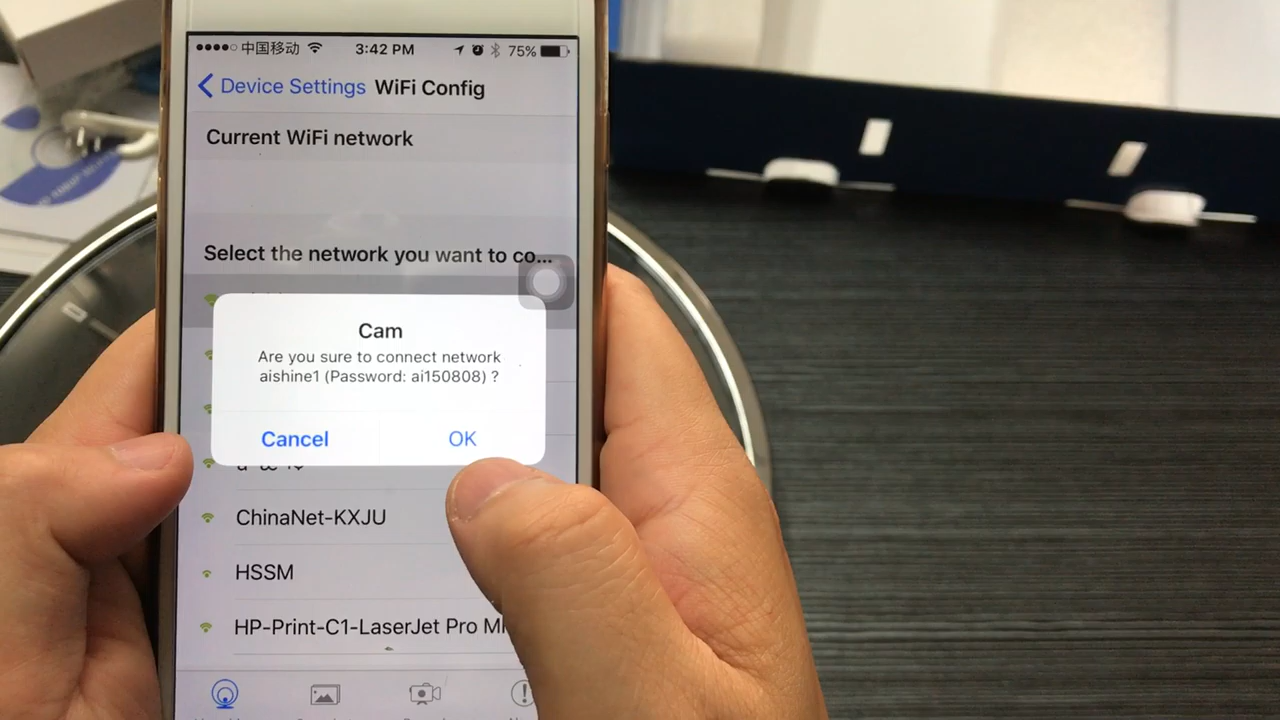 中国移动 3:42 PM 75%
Device Settings WiFi Config
Current WiFi network
Select the network you want to co...
Cam
Are you sure to connect network
aishine1 (Password: ai150808) ?
Cancel OK
ChinaNet-KXJU
HSSM
HP-Print-C1-LaserJet Pro